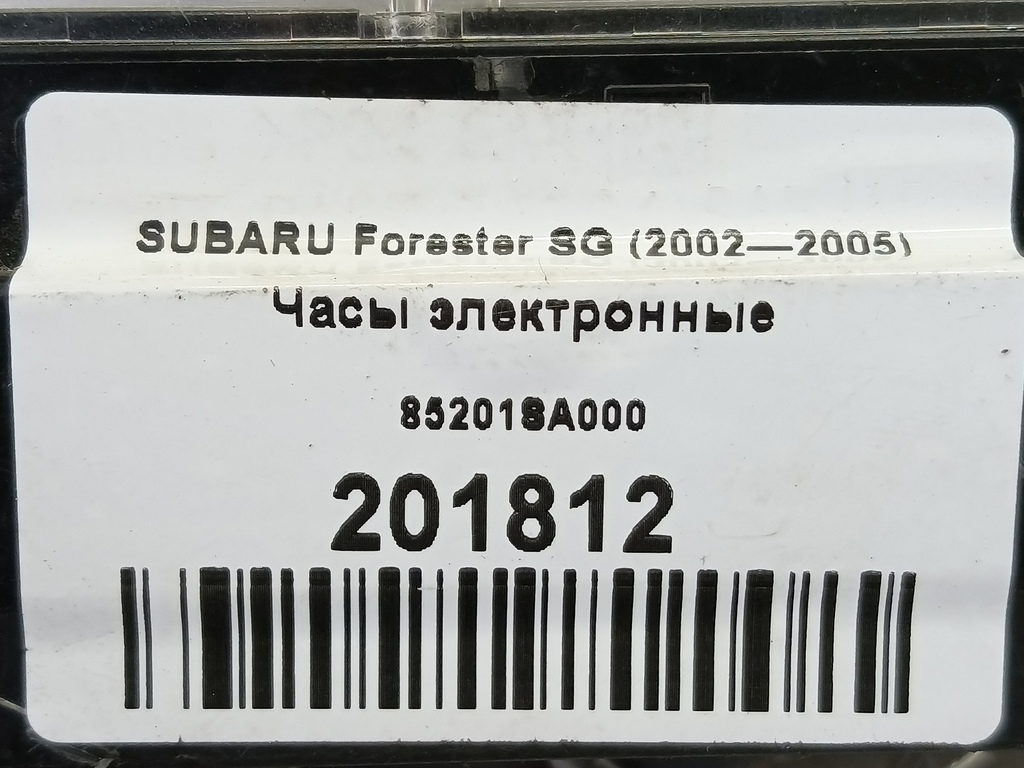 SUBARU Forester SG (2002—2005)
Часы электронные
85201SA000
201812